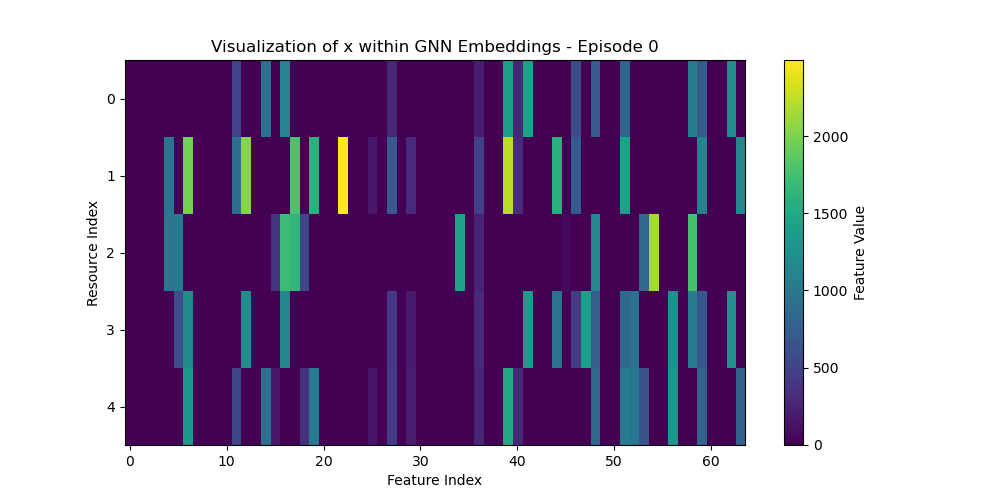 Visualization of x within GNN Embeddings - Episode 0
Resource Index
0
1
2
3
4
0 10 20 30 40 50 60
Feature Index
2000
1500
1000
500
0
Feature Value